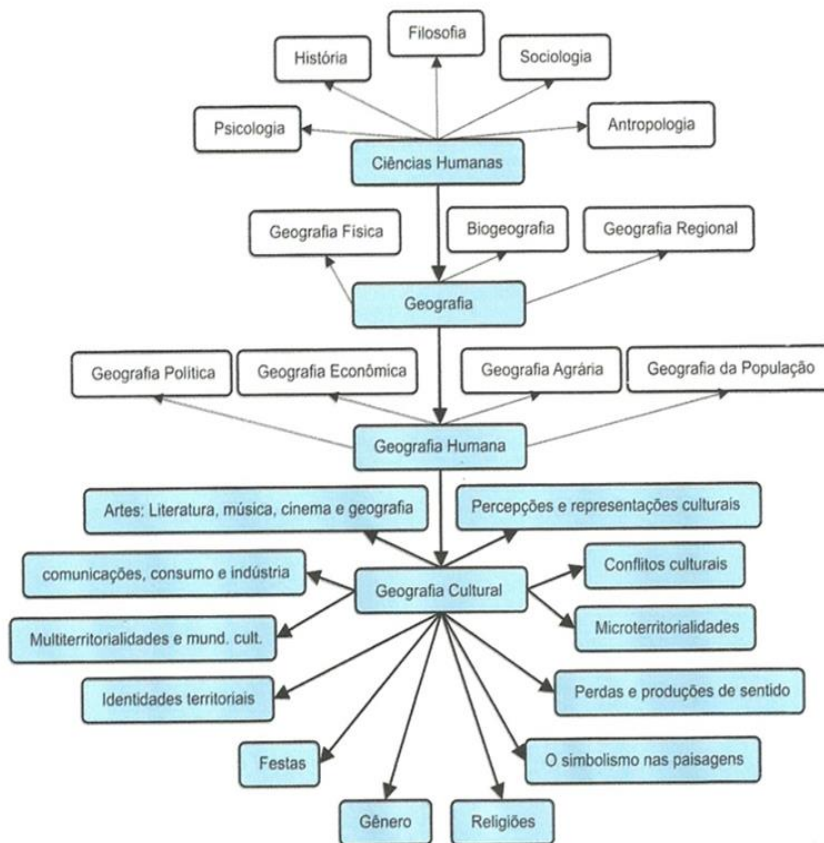 Filosofia
História
Sociologia
Psicologia
Antropologia
Ciências Humanas
Geografia Física
Biogeografia
Geografia Regional
Geografia
Geografia Política
Geografia Econômica
Geografia Agrária
Geografia da População
Geografia Humana
Artes: Literatura, música, cinema e geografia
Percepções e representações culturais
comunicações, consumo e indústria
Conflitos culturais
Geografia Cultural
Multiterritorialidades e mund. cult.
Microterritorialidades
Identidades territoriais
Perdas e produções de sentido
Festas
O simbolismo nas paisagens
Gênero
Religiões